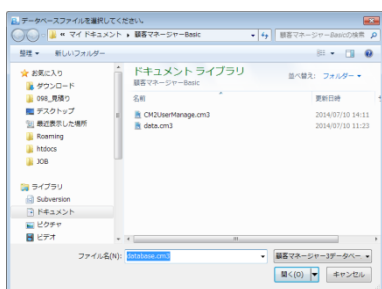 データベースファイルを選択してください。
« マイ ドキュメント ▸ 顧客マネージャーBasic
顧客マネージャーBasicの検索
整理 新しいフォルダー
お気に入り
ダウンロード
098_見積り
デスクトップ
最近表示した場所
Roaming
htdocs
JOB
ライブラリ
Subversion
ドキュメント
ピクチャ
ビデオ
ドキュメント ライブラリ
顧客マネージャーBasic
並べ替え: フォルダー
名前 更新日時
CM2UserManage.cm3 2014/07/10 14:11
data.cm3 2014/07/10 11:23
ファイル名(N): database.cm3
顧客マネージャー3データベー
開く(O) キャンセル